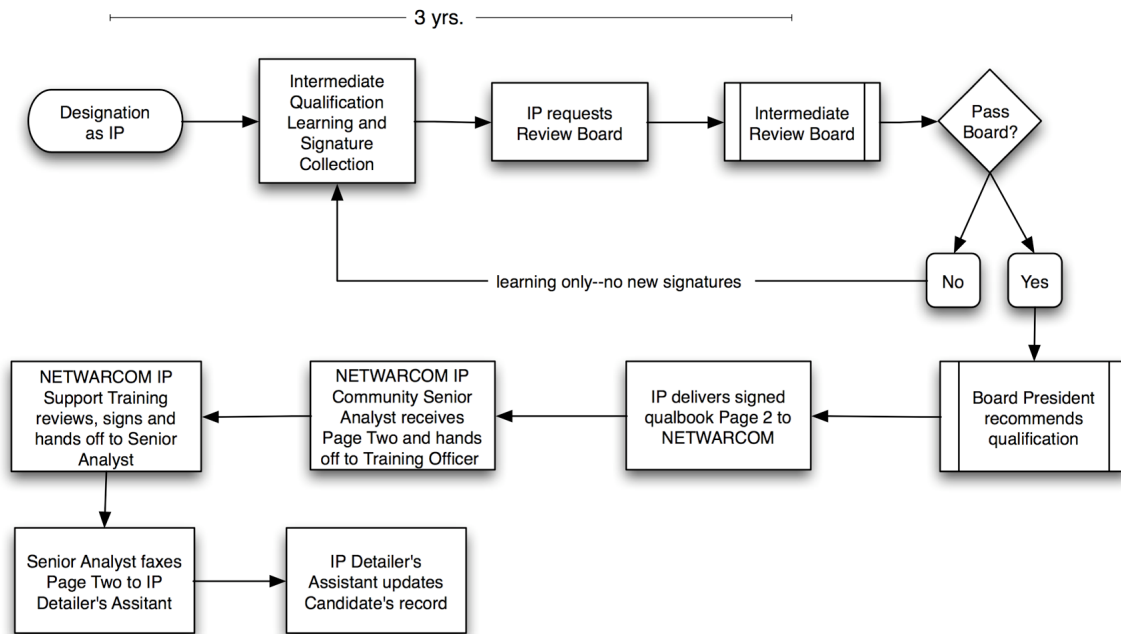 3 yrs.
Designation
as IP
Intermediate
Qualification
Learning and
Signature
Collection
IP requests
Review Board
Intermediate
Review Board
Pass
Board?
learning only--no new signatures
No
Yes
NETWARCOM IP
Support Training
reviews, signs and
hands off to Senior
Analyst
NETWARCOM IP
Community Senior
Analyst receives
Page Two and hands
off to Training Officer
IP delivers signed
qualbook Page 2 to
NETWARCOM
Board President
recommends
qualification
Senior Analyst faxes
Page Two to IP
Detailer's Assitant
IP Detailer's
Assistant updates
Candidate's record